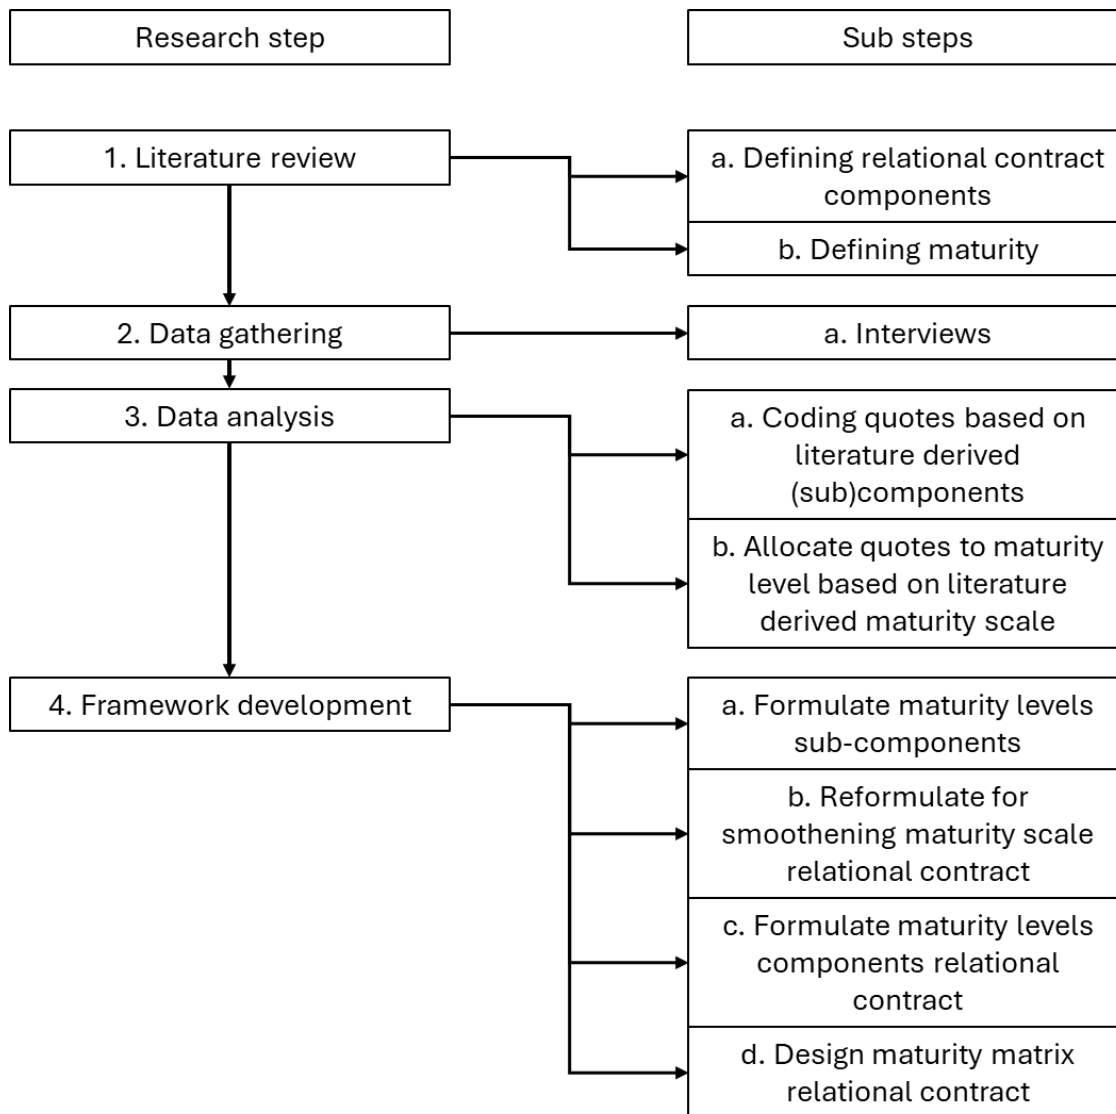 Research step
Sub steps
1. Literature review
a. Defining relational contract
components
b. Defining maturity
2. Data gathering
a. Interviews
3. Data analysis
a. Coding quotes based on
literature derived
(sub)components
b. Allocate quotes to maturity
level based on literature
derived maturity scale
4. Framework development
a. Formulate maturity levels
sub-components
b. Reformulate for
smoothening maturity scale
relational contract
c. Formulate maturity levels
components relational
contract
d. Design maturity matrix
relational contract